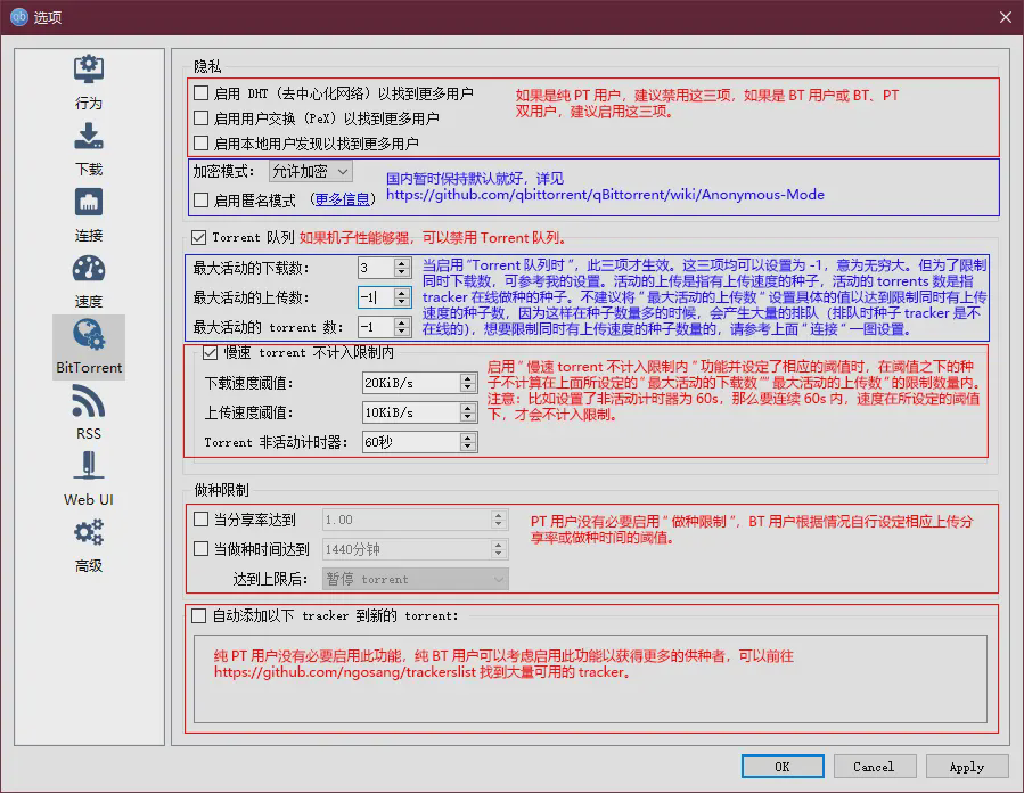 qb 选项
行为
下载
连接
速度
BitTorrent
RSS
Web UI
高级
隐私
启用 DHT (去中心化网络) 以找到更多用户
启用用户交换 (PeX) 以找到更多用户
启用本地用户发现以找到更多用户
如果是纯 PT 用户，建议禁用这三项，如果是 BT 用户或 BT、PT
双用户，建议启用这三项。
加密模式： 允许加密
启用匿名模式 （更多信息）
国内暂时保持默认就好，详见
https://github.com/qbittorrent/qBittorrent/wiki/Anonymous-Mode
Torrent 队列 如果机子性能够强，可以禁用 Torrent 队列。
最大活动的下载数： 3
最大活动的上传数： -1
最大活动的 torrent 数： -1
当启用“Torrent 队列时”，此三项才生效。这三项均可以设置为 -1，意为无穷大。但为了限制
同时下载数，可参考我的设置。活动的上传是指有上传速度的种子，活动的 torrents 数是指
tracker 在线做种的种子。不建议将“最大活动的上传数”设置具体的值以达到限制同时有上传
速度的种子数，因为这样在种子数量多的时候，会产生大量的排队（排队时种子 tracker 是不
在线的），想要限制同时有上传速度的种子数量的，请参考上面“连接”一图设置。
慢速 torrent 不计入限制内
下载速度阈值： 20KiB/s
上传速度阈值： 10KiB/s
Torrent 非活动计时器： 60秒
启用“慢速 torrent 不计入限制内”功能并设定了相应的阈值时，在阈值之下的种
子不计算在上面所设定的“最大活动的下载数”“最大活动的上传数”的限制数量内。
注意：比如设置了非活动计时器为 60s，那么要连续 60s 内，速度在所设定的阈值
下，才会不计入限制。
做种限制
当分享率达到 1.00
当做种时间达到 1440分钟
达到上限后： 暂停 torrent
PT 用户没有必要启用“做种限制”，BT 用户根据情况自行设定相应上传分
享率或做种时间的阈值。
自动添加以下 tracker 到新的 torrent:
纯 PT 用户没有必要启用此功能，纯 BT 用户可以考虑启用此功能以获得更多的供种者，可以前往
https://github.com/ngosang/trackerslist 找到大量可用的 tracker。
OK
Cancel
Apply